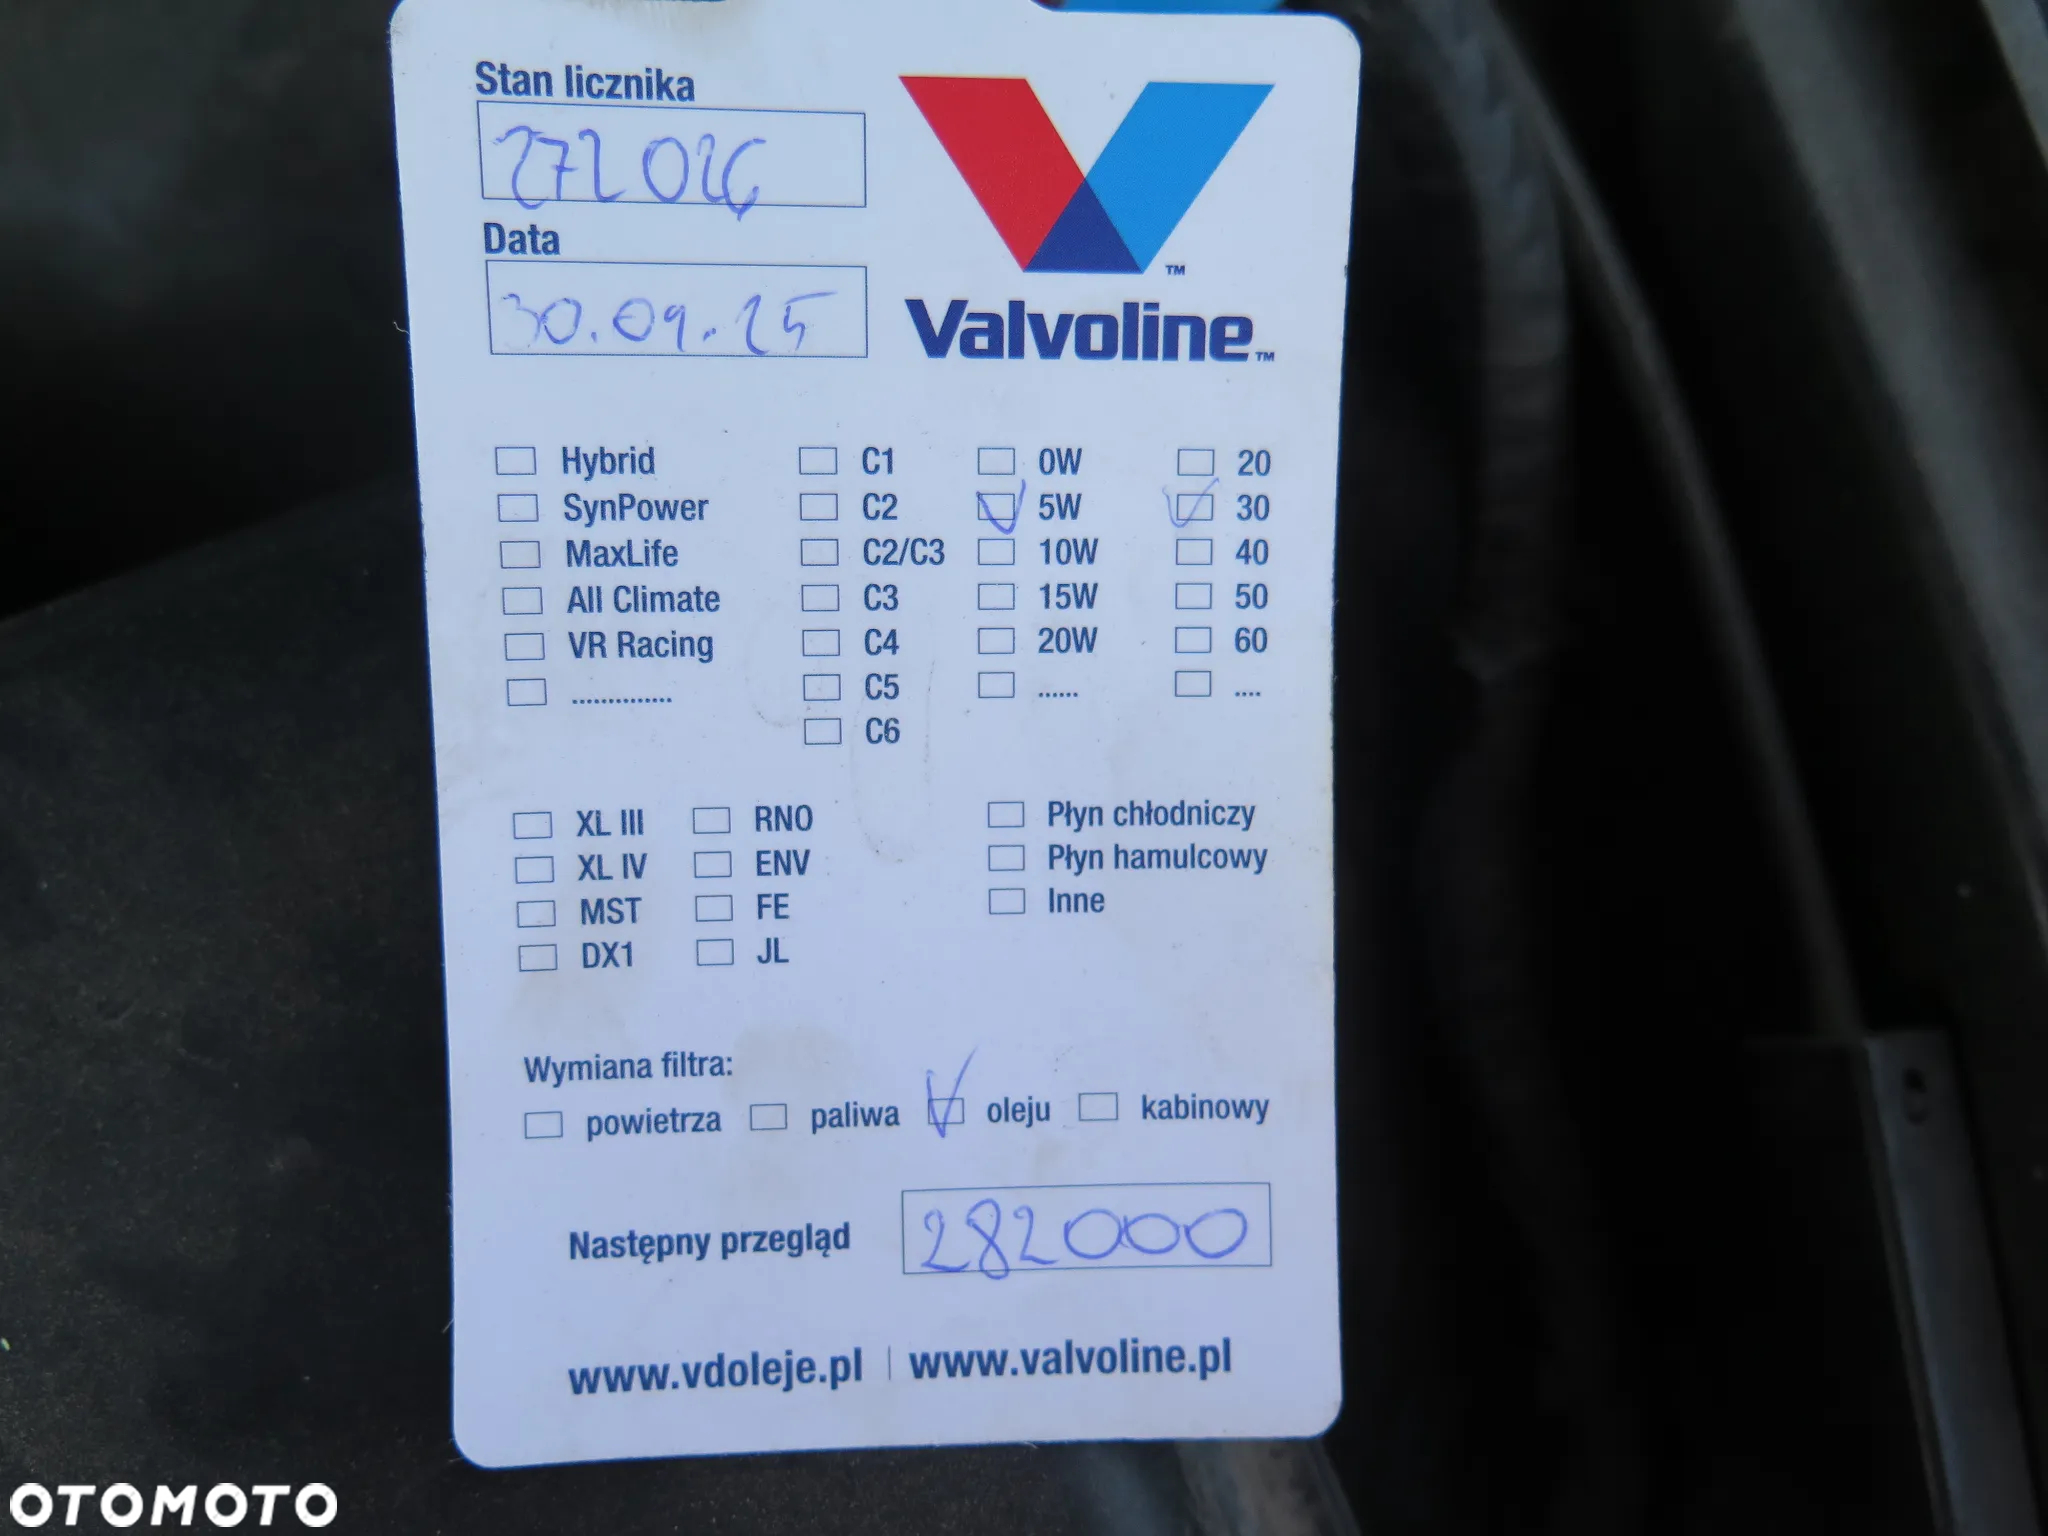 Stan licznika
272026
Data
30.09.25
Valvoline™
™
Hybrid C1 0W 20
SynPower C2 5W 30
MaxLife C2/C3 10W 40
All Climate C3 15W 50
VR Racing C4 20W 60
.............. C5 ...... ....
C6
XL III RNO Płyn chłodniczy
XL IV ENV Płyn hamulcowy
MST FE Inne
DX1 JL
Wymiana filtra:
powietrza paliwa oleju kabinowy
Następny przegląd 282000
www.vdoleje.pl | www.valvoline.pl
OTOMOTO